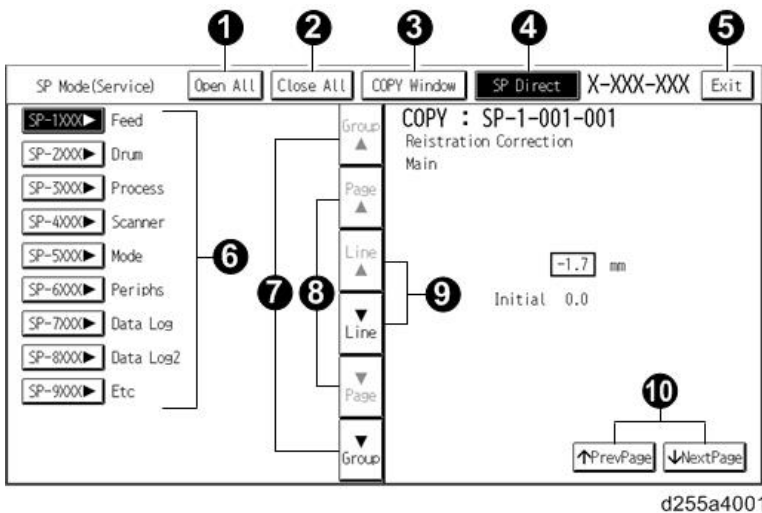 1 2 3 4 5
SP Mode(Service) Open All Close All COPY Window SP Direct X-XXX-XXX Exit
SP-1XXX▶ Feed
SP-2XXX▶ Drum
SP-3XXX▶ Process
SP-4XXX▶ Scanner
SP-5XXX▶ Mode
SP-6XXX▶ Periphs
SP-7XXX▶ Data Log
SP-8XXX▶ Data Log2
SP-9XXX▶ Etc
6
7
8
Group
▲
Page
▲
Line
▲
▼
Line
▼
Page
▼
Group
9
COPY : SP-1-001-001
Reistration Correction
Main
-1.7 mm
Initial 0.0
10
↑PrevPage ↓NextPage
d255a4001